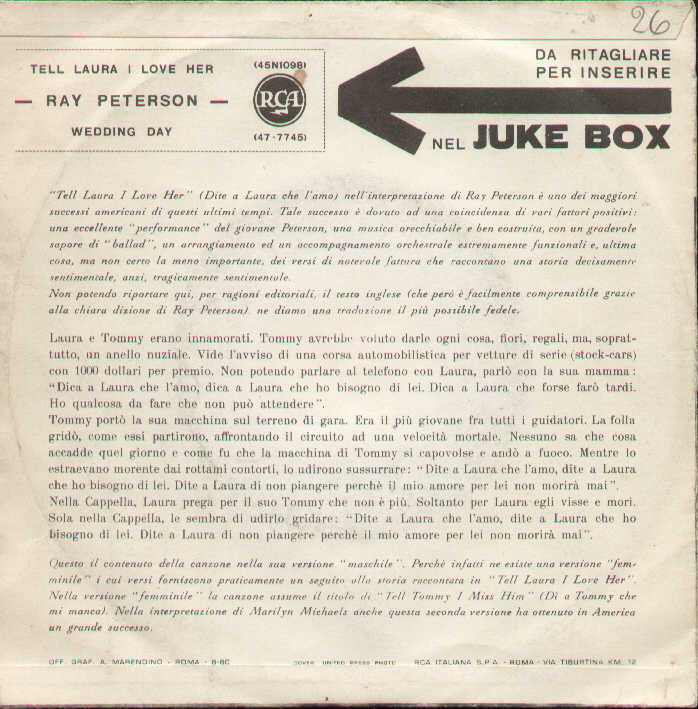 26
TELL LAURA I LOVE HER
— RAY PETERSON —
WEDDING DAY
(45N1098)
RCA
(47-7745)
DA RITAGLIARE
PER INSERIRE
NEL JUKE BOX
"Tell Laura I Love Her" (Dite a Laura che l'amo) nell'interpretazione di Ray Peterson è uno dei maggiori
successi americani di questi ultimi tempi. Tale successo è dovuto ad una coincidenza di vari fattori positivi:
una eccellente "performance" del giovane Peterson, una musica orecchiabile e ben costruita, con un gradevole
sapore di "ballad", un arrangiamento ed un accompagnamento orchestrale estremamente funzionali e, ultima
cosa, ma non certo la meno importante, dei versi di notevole fattura che raccontano una storia decisamente
sentimentale, anzi, tragicamente sentimentale.
Non potendo riportare qui, per ragioni editoriali, il testo inglese (che però è facilmente comprensibile grazie
alla chiara dizione di Ray Peterson), ne diamo una traduzione il più possibile fedele.
Laura e Tommy erano innamorati. Tommy avrebbe voluto darle ogni cosa, fiori, regali, ma, soprat-
tutto, un anello nuziale. Vide l'avviso di una corsa automobilistica per vetture di serie (stock-cars)
con 1000 dollari per premio. Non potendo parlare al telefono con Laura, parlò con la sua mamma:
"Dica a Laura che l'amo, dica a Laura che ho bisogno di lei. Dica a Laura che forse farò tardi.
Ho qualcosa da fare che non può attendere".
Tommy portò la sua macchina sul terreno di gara. Era il più giovane fra tutti i guidatori. La folla
gridò, come essi partirono, affrontando il circuito ad una velocità mortale. Nessuno sa che cosa
accadde quel giorno e come fu che la macchina di Tommy si capovolse e andò a fuoco. Mentre lo
estraevano morente dai rottami contorti, lo udirono sussurrare: "Dite a Laura che l'amo, dite a Laura
che ho bisogno di lei. Dite a Laura di non piangere perchè il mio amore per lei non morirà mai".
Nella Cappella, Laura prega per il suo Tommy che non è più. Soltanto per Laura egli visse e morì.
Sola nella Cappella, le sembra di udirlo gridare: "Dite a Laura che l'amo, dite a Laura che ho
bisogno di lei. Dite a Laura di non piangere perchè il mio amore per lei non morirà mai".
Questo il contenuto della canzone nella sua versione "maschile". Perchè infatti ne esiste una versione "fem-
minile" i cui versi forniscono praticamente un seguito alla storia raccontata in "Tell Laura I Love Her".
Nella versione "femminile" la canzone assume il titolo di "Tell Tommy I Miss Him" (Dì a Tommy che
mi manca). Nella interpretazione di Marilyn Michaels anche questa seconda versione ha ottenuto in America
un grande successo.
OFF. GRAF. A. MARENDINO - ROMA - 8-60 COVER UNITED PRESS PHOTO RCA ITALIANA S.P.A. - ROMA - VIA TIBURTINA KM. 12